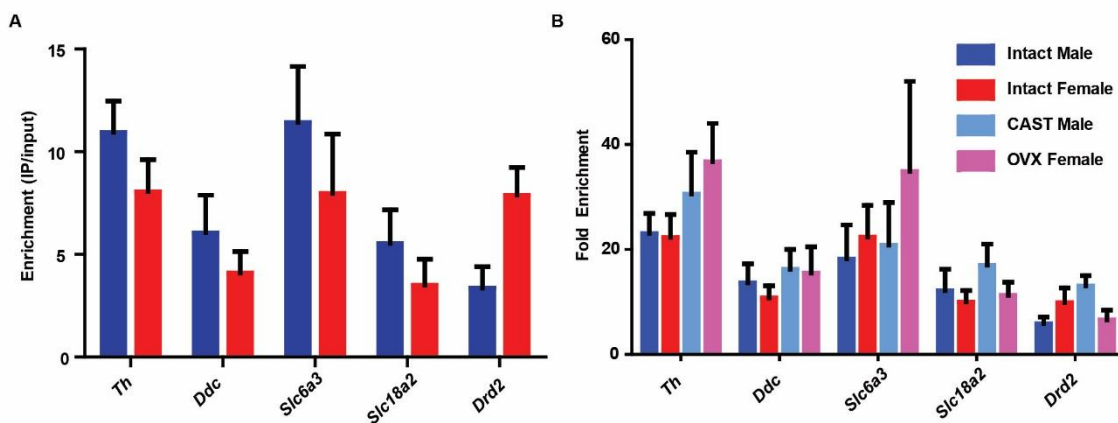 A
Enrichment (IP/input)
15
10
5
0
Th
Ddc
Slc6a3
Slc18a2
Drd2
B
Fold Enrichment
60
40
20
0
Th
Ddc
Slc6a3
Slc18a2
Drd2
Intact Male
Intact Female
CAST Male
OVX Female